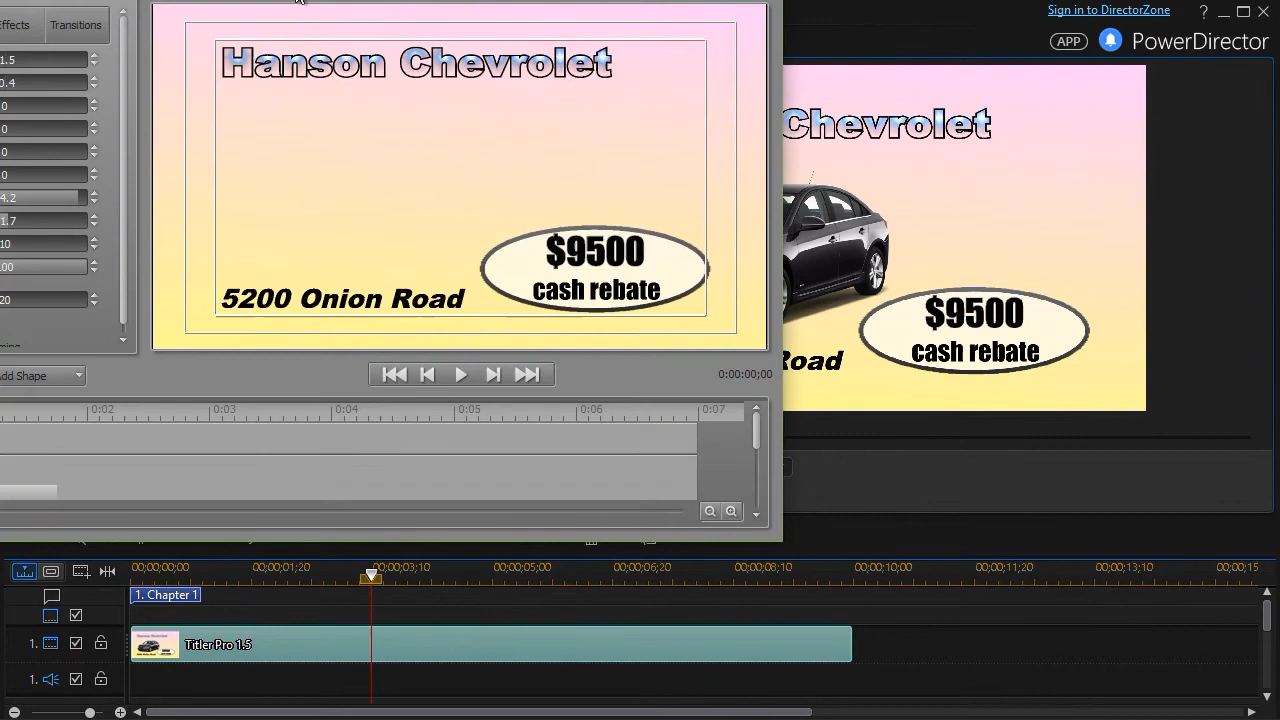 Sign in to DirectorZone
? 
APP
PowerDirector
Effects
Transitions
1.5
0.4
0
0
0
0
4.2
1.7
10
100
20
Add Shape
Hanson Chevrolet
$9500
cash rebate
5200 Onion Road
0:00:00;00
0:02
0:03
0:04
0:05
0:06
0:07
Chevrolet
$9500
cash rebate
Road
00;00;00;00
00;00;01;20
00;00;03;10
00;00;05;00
00;00;06;20
00;00;08;10
00;00;10;00
00;00;11;20
00;00;13;10
00;00;15
1. Chapter 1
1.
Titler Pro 1.5
1.